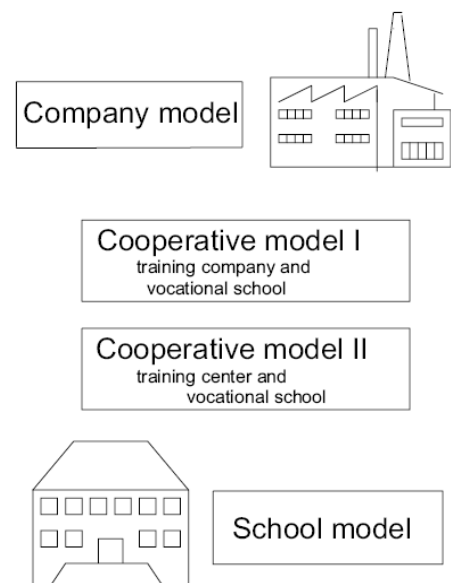 Company model
Cooperative model I
training company and
vocational school
Cooperative model II
training center and
vocational school
School model